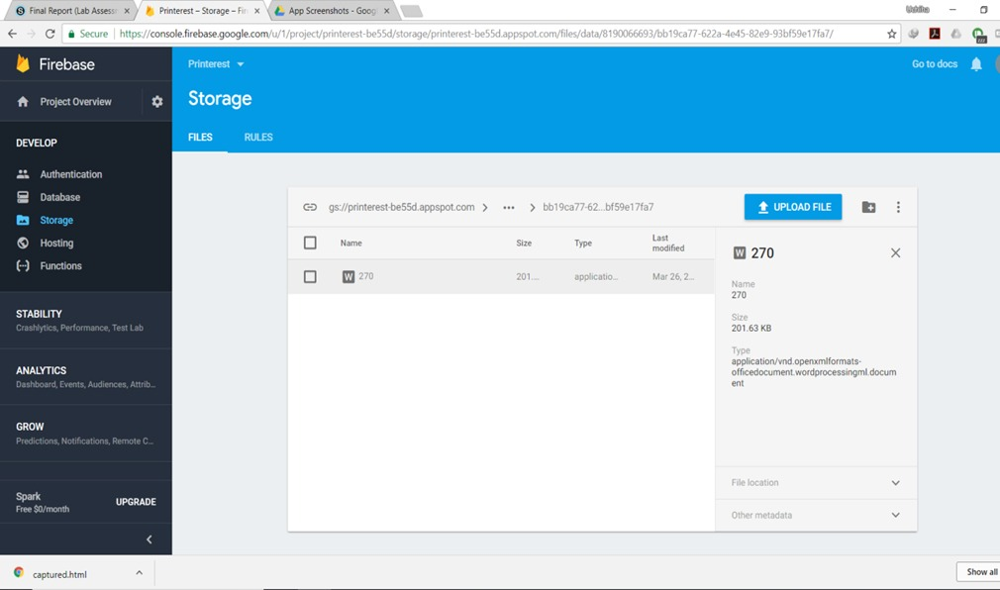 Final Report (Lab Assess
Printerest – Storage – Fir
App Screenshots - Goog
Secure
https://console.firebase.google.com/u/1/project/printerest-be55d/storage/printerest-be55d.appspot.com/files/data/8190066693/bb19ca77-622a-4e45-82e9-93bf59e17fa7/
Firebase
Printerest
Go to docs
Project Overview
Storage
FILES
RULES
DEVELOP
Authentication
Database
Storage
Hosting
Functions
STABILITY
Crashlytics, Performance, Test Lab
ANALYTICS
Dashboard, Events, Audiences, Attrib...
GROW
Predictions, Notifications, Remote C...
Spark
Free $0/month
UPGRADE
gs://printerest-be55d.appspot.com
bb19ca77-62...bf59e17fa7
UPLOAD FILE
Name
Size
Type
Last
modified
W
270
201....
applicatio...
Mar 26, 2...
W
270
Name
270
Size
201.63 KB
Type
application/vnd.openxmlformats-
officedocument.wordprocessingml.docum
ent
File location
Other metadata
captured.html
Show all